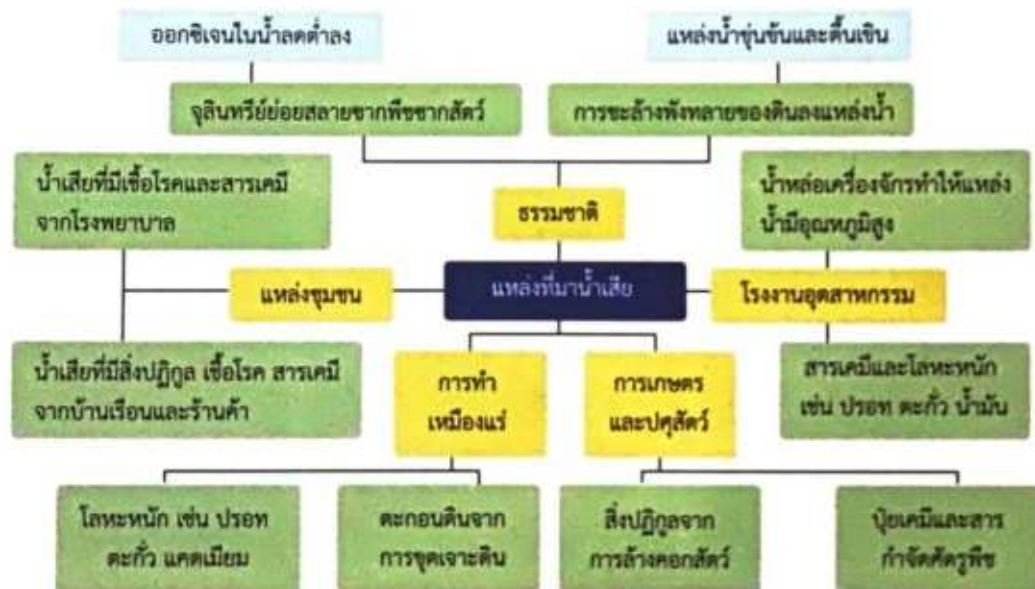 ออกซิเจนในน้ำลดต่ำลง
แหล่งน้ำขุ่นข้นและตื้นเขิน
จุลินทรีย์ย่อยสลายซากพืชซากสัตว์
การชะล้างพังทลายของดินลงแหล่งน้ำ
น้ำเสียที่มีเชื้อโรคและสารเคมี
จากโรงพยาบาล
ธรรมชาติ
น้ำหล่อเครื่องจักรทำให้แหล่ง
น้ำมีอุณหภูมิสูง
แหล่งชุมชน
แหล่งที่มาน้ำเสีย
โรงงานอุตสาหกรรม
น้ำเสียที่มีสิ่งปฏิกูล เชื้อโรค สารเคมี
จากบ้านเรือนและร้านค้า
การทำ
เหมืองแร่
การเกษตร
และปศุสัตว์
สารเคมีและโลหะหนัก
เช่น ปรอท ตะกั่ว น้ำมัน
โลหะหนัก เช่น ปรอท
ตะกั่ว แคดเมียม
ตะกอนดินจาก
การขุดเจาะดิน
สิ่งปฏิกูลจาก
การล้างคอกสัตว์
ปุ๋ยเคมีและสาร
กำจัดศัตรูพืช